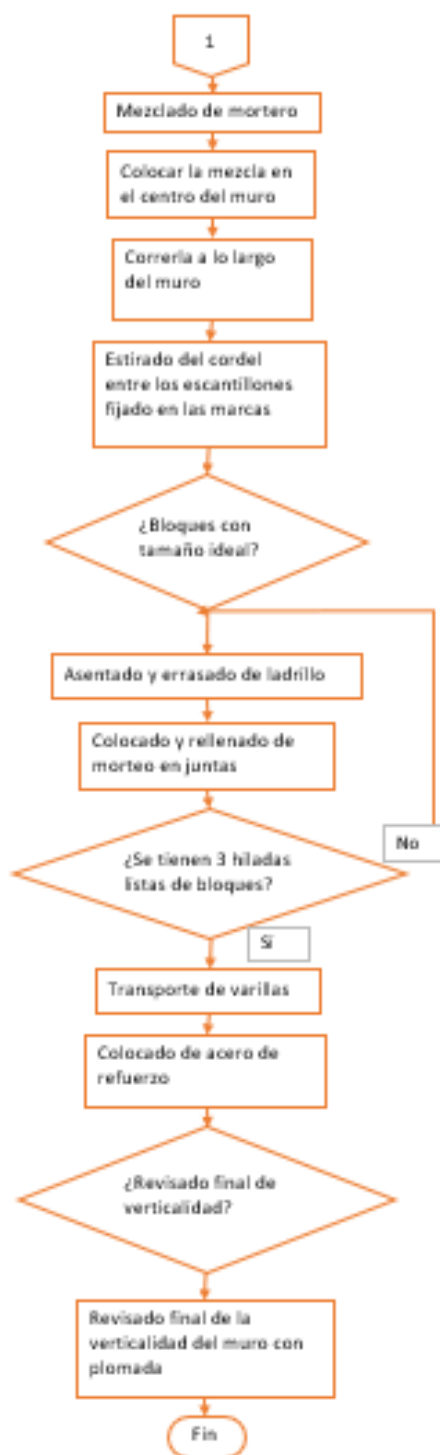 1
Mezclado de mortero
Colocar la mezcla en
el centro del muro
Correrla a lo largo
del muro
Estirado del cordel
entre los escantillones
fijado en las marcas
¿Bloques con
tamaño ideal?
Asentado y errasado de ladrillo
Colocado y rellenado de
morteo en juntas
No
¿Se tienen 3 hiladas
listas de bloques?
Si
Transporte de varillas
Colocado de acero de
refuerzo
¿Revisado final de
verticalidad?
Revisado final de la
verticalidad del muro con
plomada
Fin